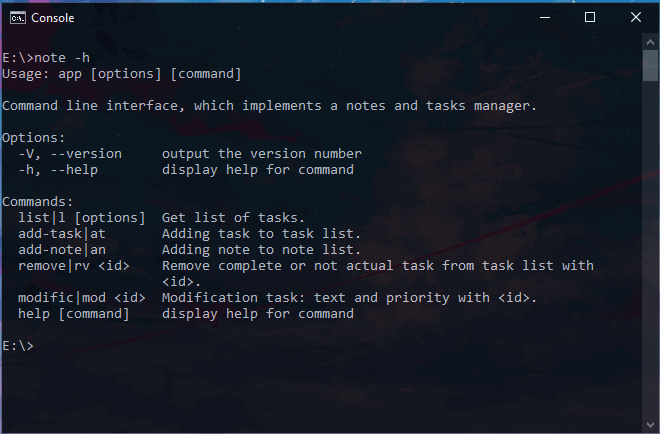 Console
E:\>note -h
Usage: app [options] [command]
Command line interface, which implements a notes and tasks manager.
Options:
-V, --version     output the version number
-h, --help        display help for command
Commands:
list|l [options]  Get list of tasks.
add-task|at       Adding task to task list.
add-note|an       Adding note to note list.
remove|rv <id>    Remove complete or not actual task from task list with
<id>.
modific|mod <id>  Modification task: text and priority with <id>.
help [command]    display help for command
E:\>